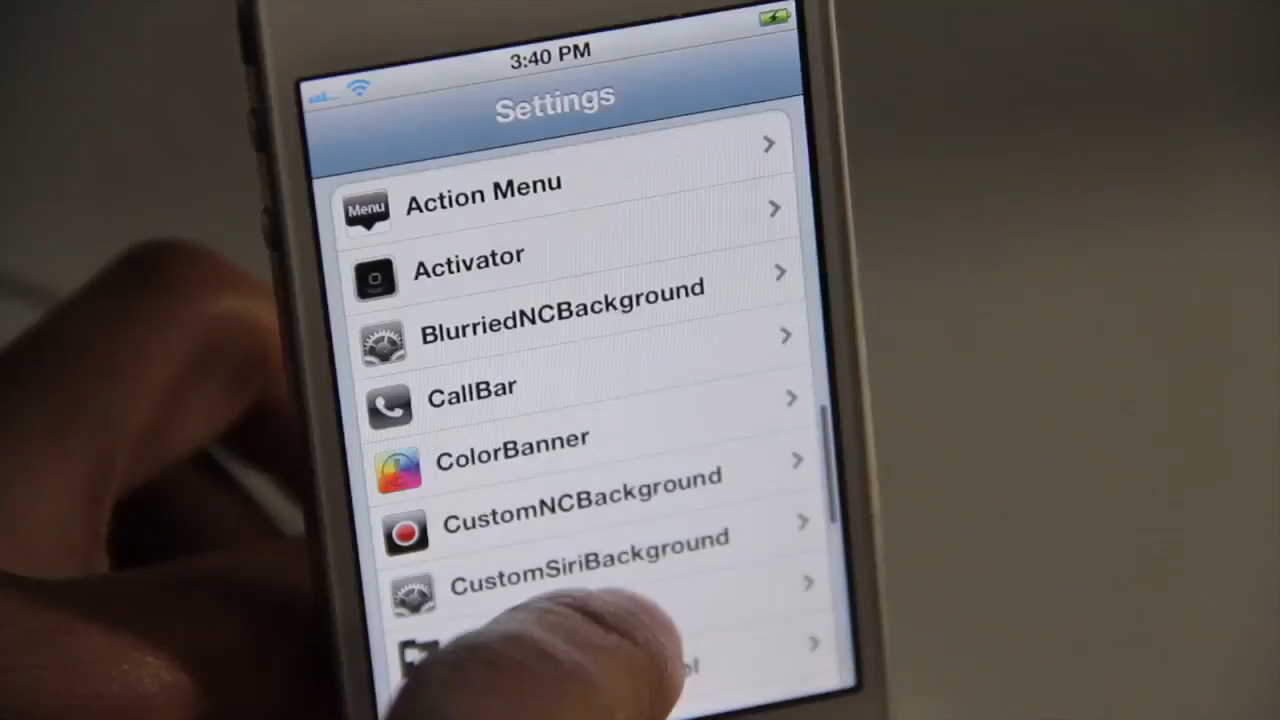 3:40 PM
Settings
Menu
Action Menu
Activator
BlurriedNCBackground
CallBar
ColorBanner
CustomNCBackground
CustomSiriBackground